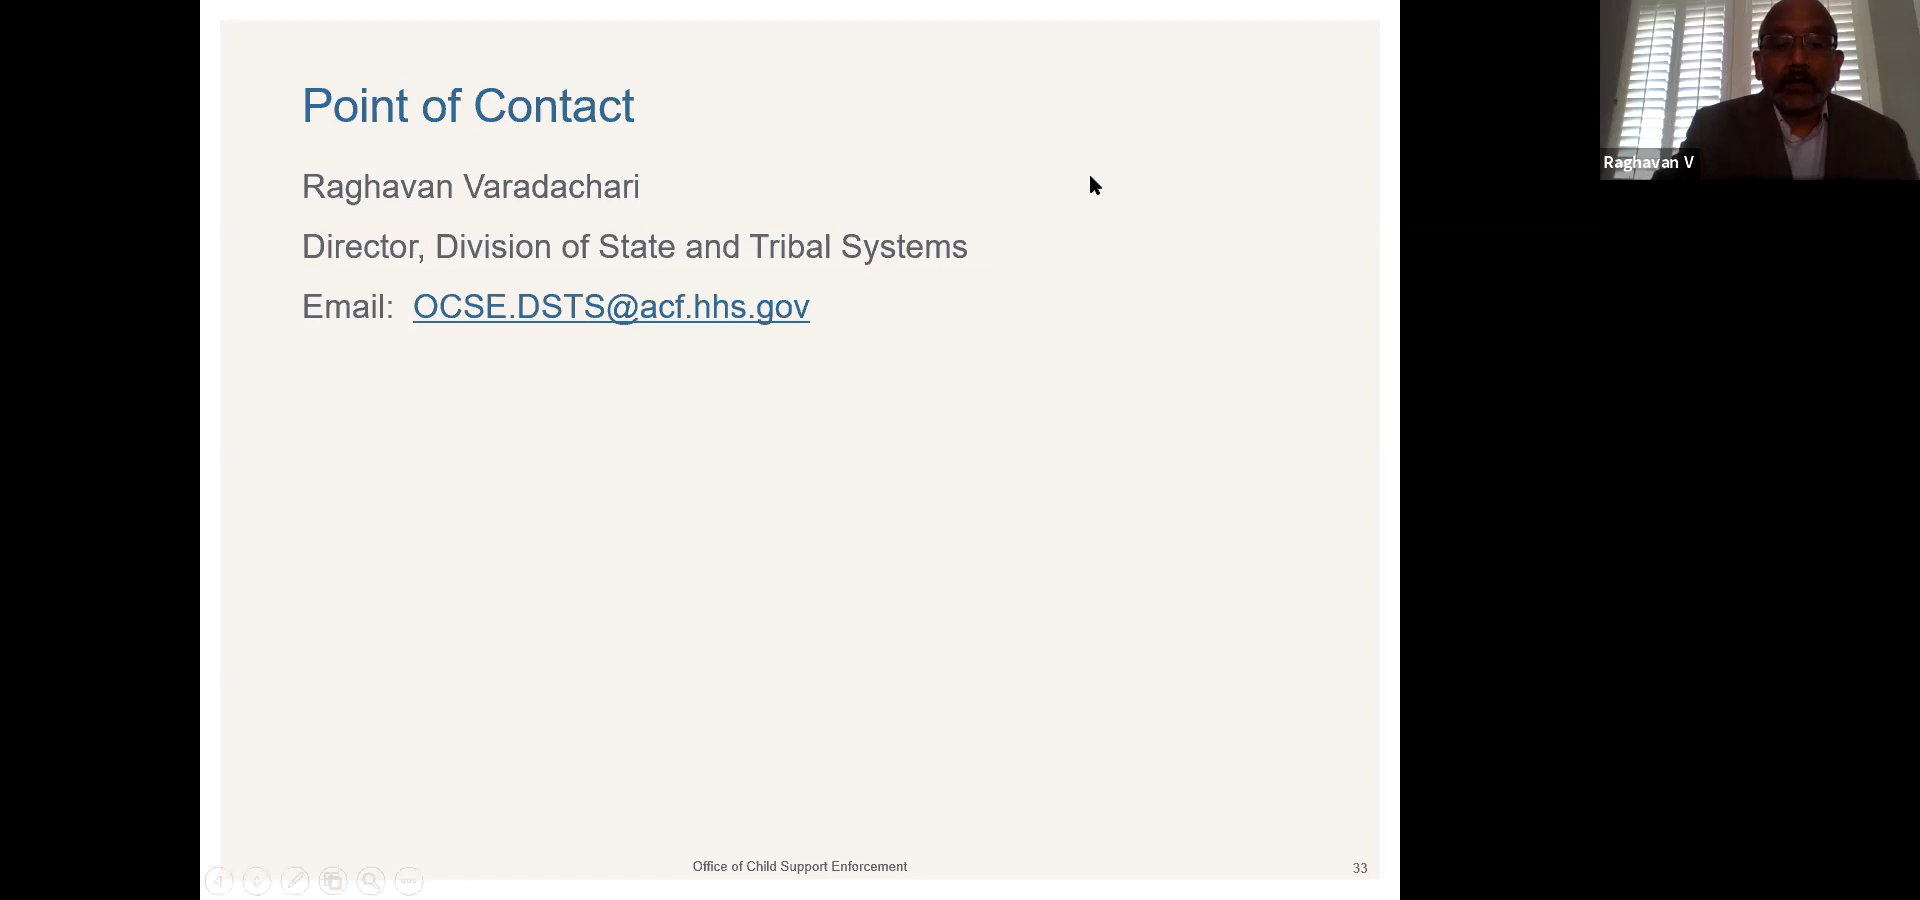 Point of Contact
Raghavan Varadachari
Director, Division of State and Tribal Systems
Email: OCSE.DSTS@acf.hhs.gov
Office of Child Support Enforcement
33
Raghavan V